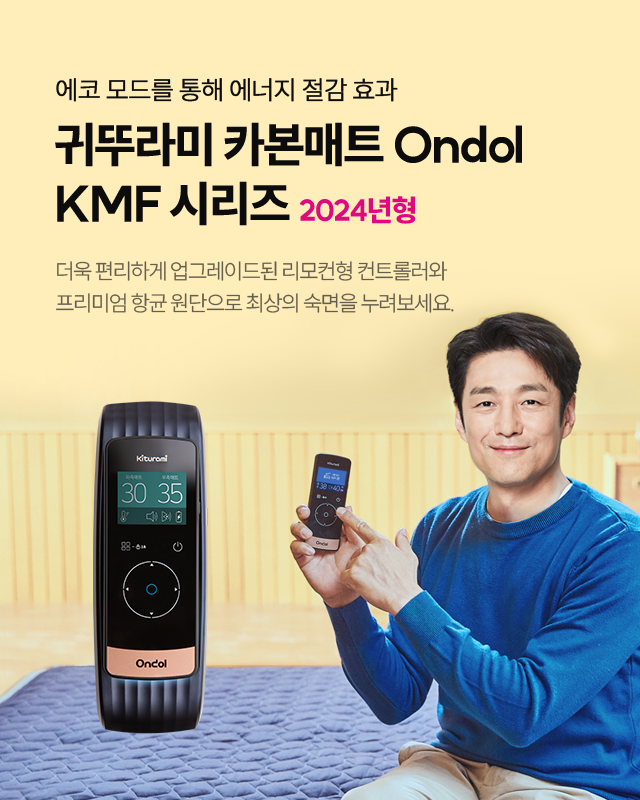 에코 모드를 통해 에너지 절감 효과
귀뚜라미 카본매트 Ondol
KMF 시리즈 2024년형
더욱 편리하게 업그레이드된 리모컨형 컨트롤러와
프리미엄 항균 원단으로 최상의 숙면을 누려보세요.
Kiturami
30 35
Ondol
Kiturami
38 40
Ondol